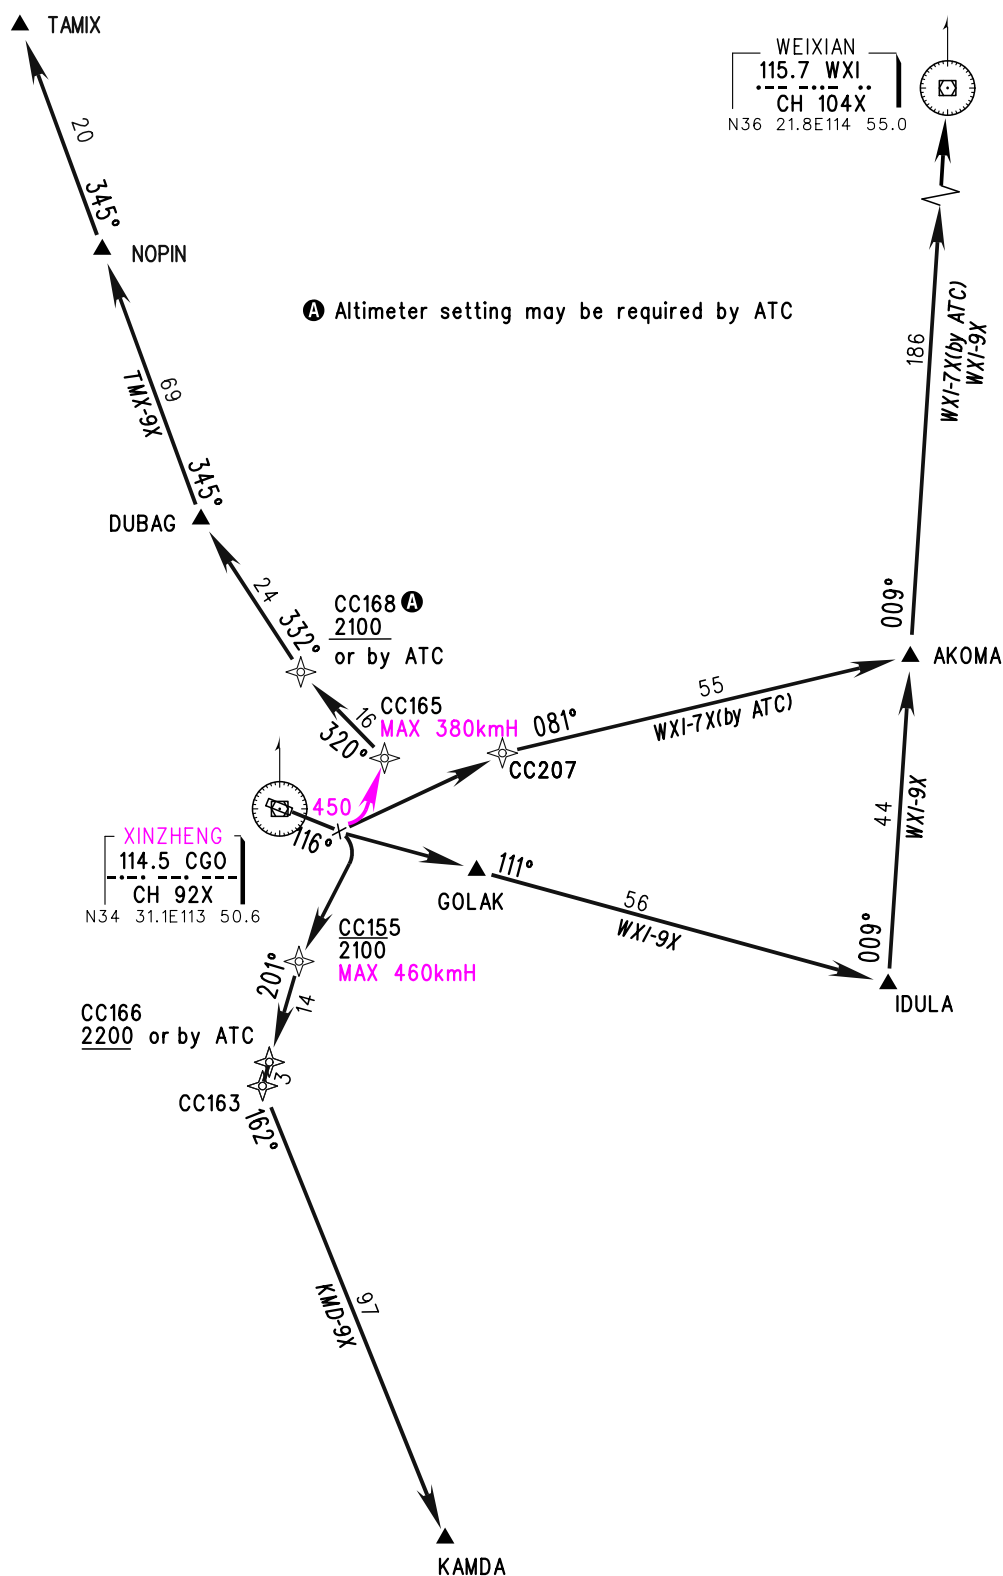 TAMIX
WEIXIAN
115.7 WXI
CH 104X
N36 21.8E114 55.0
20
345°
NOPIN
A Altimeter setting may be required by ATC
186
WXI-7X(by ATC)
WXI-9X
69
TMX-9X
345°
DUBAG
24
332°
CC168 A
2100
or by ATC
009°
AKOMA
16
320°
CC165
MAX 380kmH
081°
55
WXI-7X(by ATC)
CC207
450
116°
XINZHENG
114.5 CGO
CH 92X
N34 31.1E113 50.6
44
WXI-9X
111°
GOLAK
56
WXI-9X
009°
IDULA
CC155
2100
MAX 460kmH
201°
14
CC166
2200 or by ATC
3
CC163
162°
97
KMD-9X
KAMDA